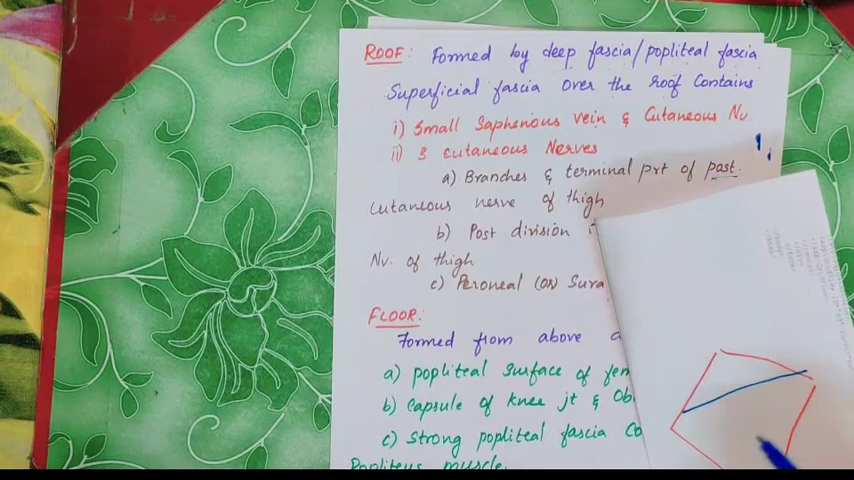 ROOF: Formed by deep fascia/popliteal fascia
Superficial fascia over the roof Contains
i) Small Saphenous vein & Cutaneous Nv.
ii) 3 cutaneous Nerves
a) Branches & terminal prt of post.
Cutaneous nerve of thigh
b) Post division
Nv. of thigh
c) Peroneal (or) Sura
FLOOR:
Formed from above a
a) popliteal surface of fem
b) Capsule of knee jt & Ob
c) Strong popliteal fascia Co
Popliteus muscle.